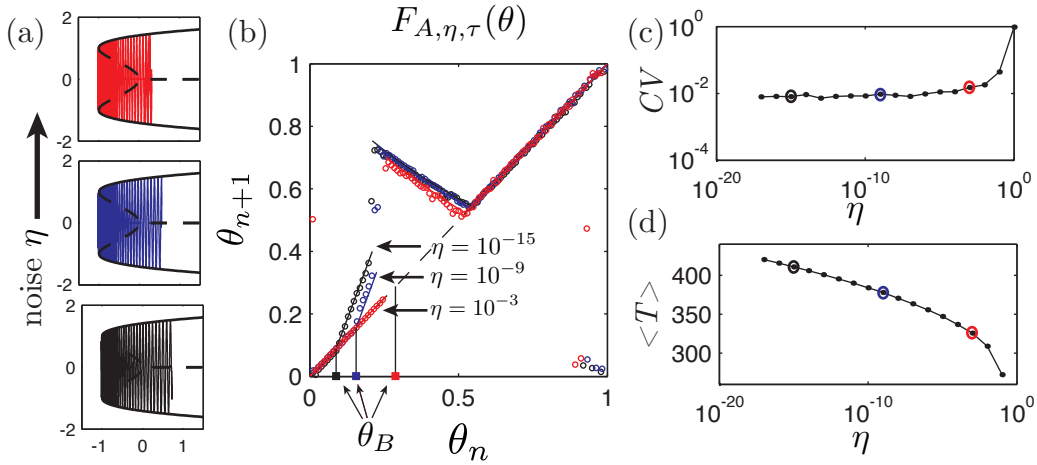 (a)
noise η
2
0
-2
2
0
-2
2
0
-2
-1 0 1
(b)
F_{A,η,τ}(θ)
θ_{n+1}
1
0.8
0.6
0.4
0.2
0
η = 10^{-15}
η = 10^{-9}
η = 10^{-3}
0 0.5 1
θ_B
θ_n
(c)
CV
10^0
10^{-2}
10^{-4}
10^{-20} 10^{-10} 10^0
η
(d)
<T>
400
350
300
10^{-20} 10^{-10} 10^0
η